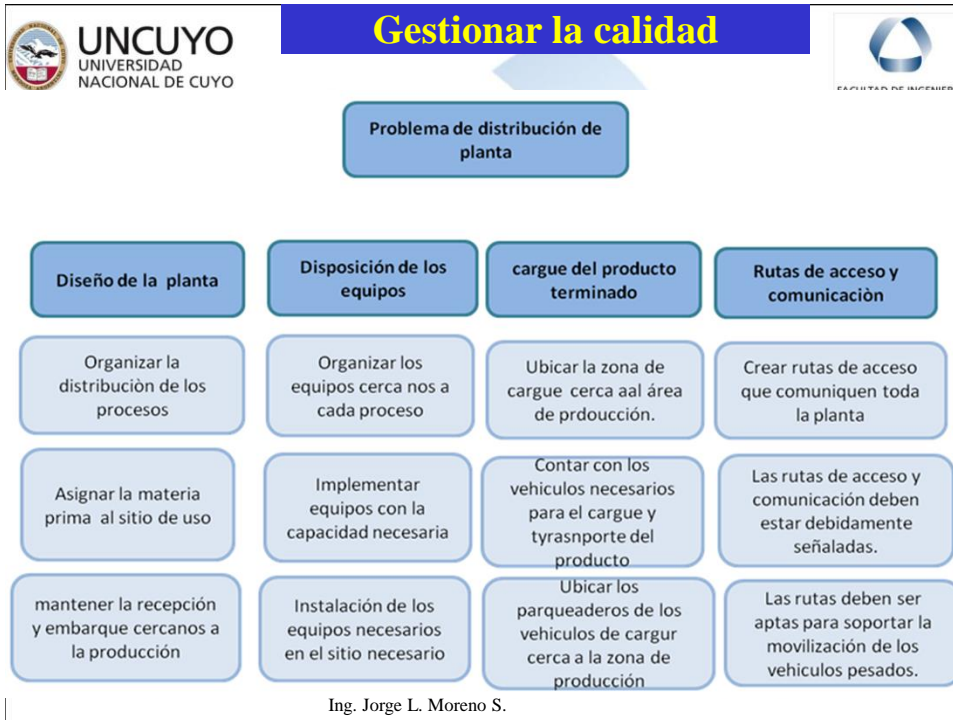 Gestionar la calidad
UNCUYO
UNIVERSIDAD
NACIONAL DE CUYO
Problema de distribución de
planta
Diseño de la planta
Organizar la
distribuciòn de los
procesos
Asignar la materia
prima al sitio de uso
mantener la recepción
y embarque cercanos a
la producción
Disposición de los
equipos
Organizar los
equipos cerca nos a
cada proceso
Implementar
equipos con la
capacidad necesaria
Instalación de los
equipos necesarios
en el sitio necesario
cargue del producto
terminado
Ubicar la zona de
cargue cerca aal área
de prdoucción.
Contar con los
vehiculos necesarios
para el cargue y
tyrasnporte del
producto
Ubicar los
parqueaderos de los
vehiculos de cargur
cerca a la zona de
producción
Rutas de acceso y
comunicaciòn
Crear rutas de acceso
que comuniquen toda
la planta
Las rutas de acceso y
comunicación deben
estar debidamente
señaladas.
Las rutas deben ser
aptas para soportar la
movilización de los
vehiculos pesados.
Ing. Jorge L. Moreno S.